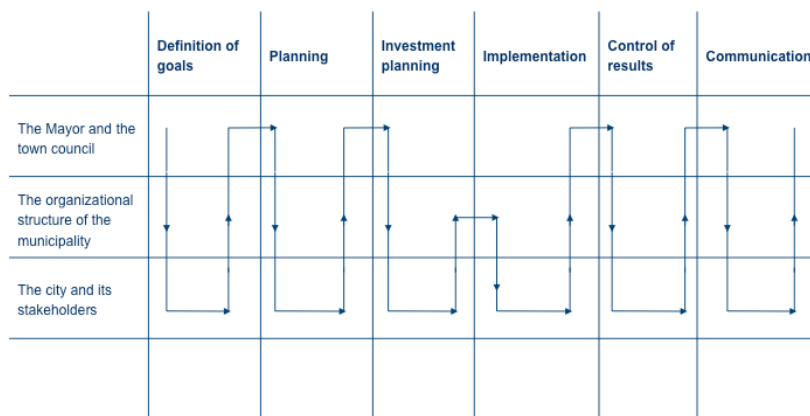 Definition of
goals
Planning
Investment
planning
Implementation
Control of
results
Communication
The Mayor and the
town council
The organizational
structure of the
municipality
The city and its
stakeholders